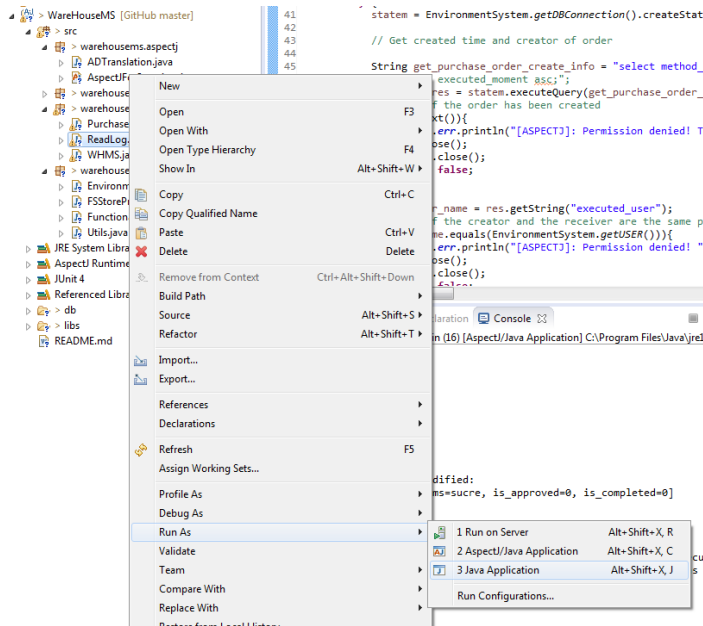 > WareHouseMS [GitHub master]
> src
> warehousems.aspectj
> ADTranslation.java
> warehouse
> warehouse
Purchase
ReadLog.
WHMS.ja
> warehouse
Environm
FSStorePr
Function
Utils.java
JRE System Libra
AspectJ Runtime
JUnit 4
Referenced Libra
> db
> libs
README.md
41 statem = EnvironmentSystem.getDBConnection().createStat
42
43 // Get created time and creator of order
44
45 String get_purchase_order_create_info = "select method_
executed_moment asc;";
res = statem.executeQuery(get_purchase_order_
f the order has been created
xt()){
.err.println("[ASPECTJ]: Permission denied! T
ose();
.close();
false;
r_name = res.getString("executed_user");
f the creator and the receiver are the same p
me.equals(EnvironmentSystem.getUSER())){
.err.println("[ASPECTJ]: Permission denied! "
ose();
.close();
false;
laration Console
in (16) [AspectJ/Java Application] C:\Program Files\Java\jre1
dified:
ms=sucre, is_approved=0, is_completed=0]
cu
s
New
Open F3
Open With
Open Type Hierarchy F4
Show In Alt+Shift+W
Copy Ctrl+C
Copy Qualified Name
Paste Ctrl+V
Delete Delete
Remove from Context Ctrl+Alt+Shift+Down
Build Path
Source Alt+Shift+S
Refactor Alt+Shift+T
Import...
Export...
References
Declarations
Refresh F5
Assign Working Sets...
Profile As
Debug As
Run As
Validate
Team
Compare With
Replace With
Restore from Local History...
1 Run on Server Alt+Shift+X, R
2 AspectJ/Java Application Alt+Shift+X, C
3 Java Application Alt+Shift+X, J
Run Configurations...